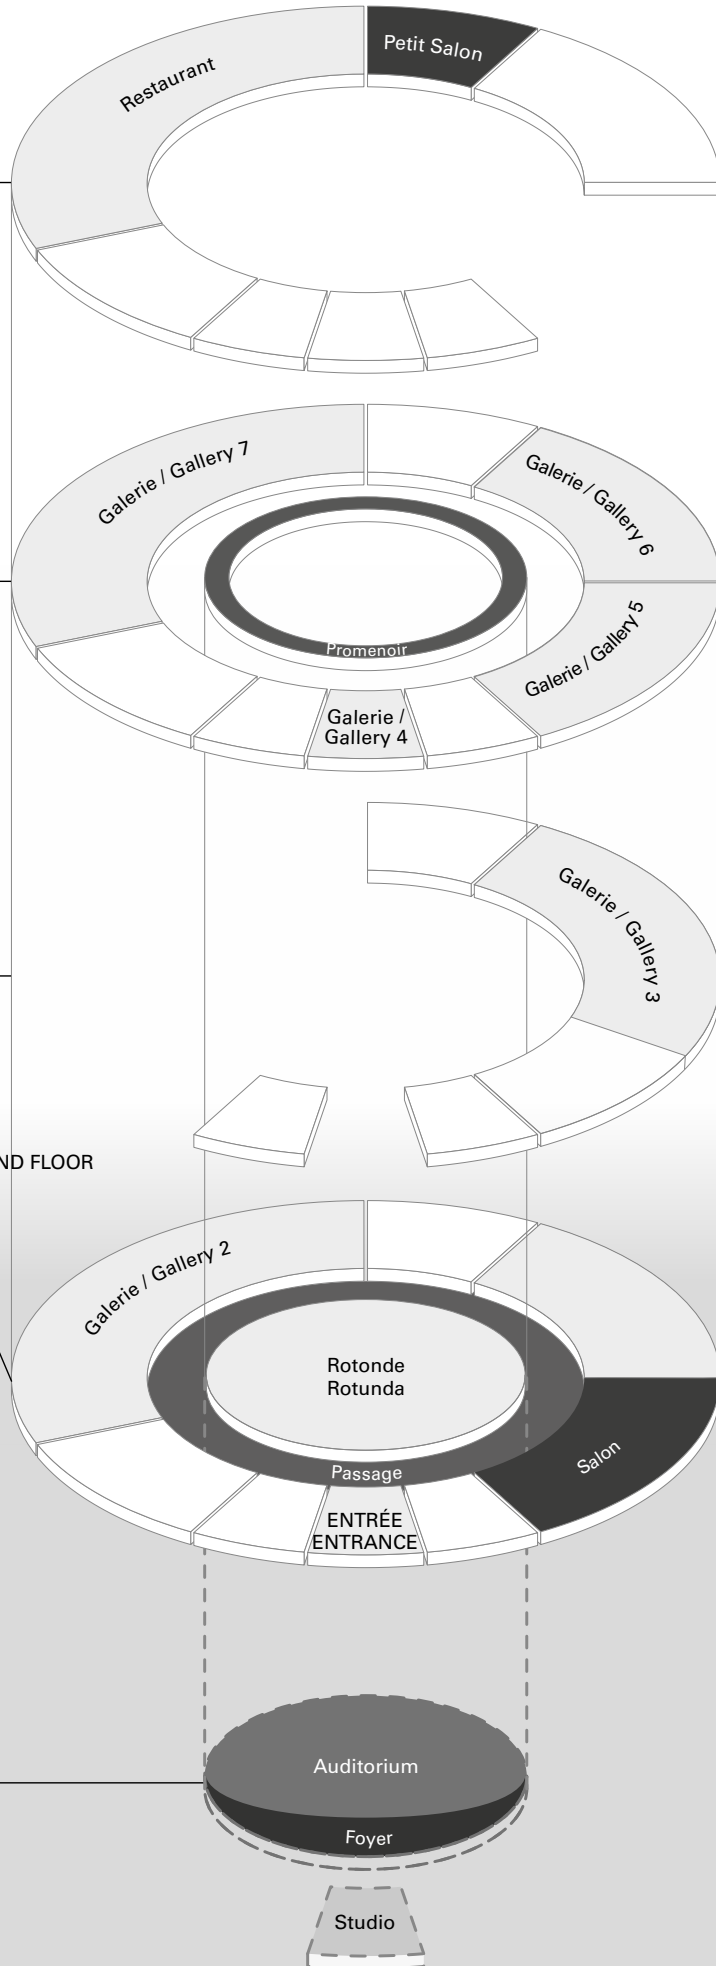 Restaurant
Petit Salon
Galerie / Gallery 7
Galerie / Gallery 6
Galerie / Gallery 5
Promenoir
Galerie /
Gallery 4
Galerie / Gallery 3
ND FLOOR
Galerie / Gallery 2
Rotonde
Rotunda
Salon
Passage
ENTRÉE
ENTRANCE
Auditorium
Foyer
Studio